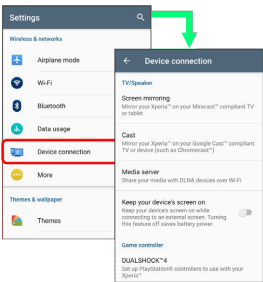 Settings
Wireless & networks
Airplane mode
Wi-Fi
Bluetooth
Data usage
Device connection
More
Themes & wallpaper
Themes
Device connection
TV/Speaker
Screen mirroring
Mirror your Xperia™ on your Miracast™ compliant TV
or tablet
Cast
Mirror your Xperia™ on your Google Cast™ compliant
TV or device (such as Chromecast™)
Media server
Share your media with DLNA devices over Wi-Fi
Keep your device's screen on
Keep your device's screen on while
connecting to an external screen. Turning
this feature off saves battery power.
Game controller
DUALSHOCK™4
Set up PlayStation® controllers to use with your
Xperia™